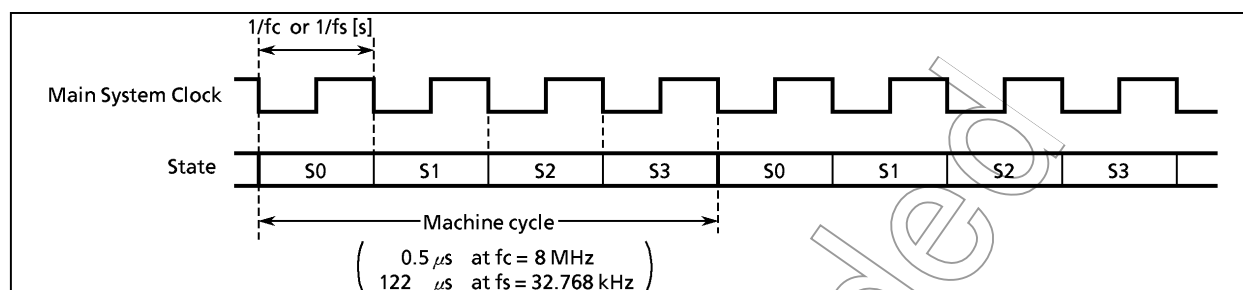 1/fc or 1/fs [s]
Main System Clock
State S0 S1 S2 S3 S0 S1 S2 S3
Machine cycle
0.5 μs at fc = 8 MHz
122 μs at fs = 32.768 kHz
ded